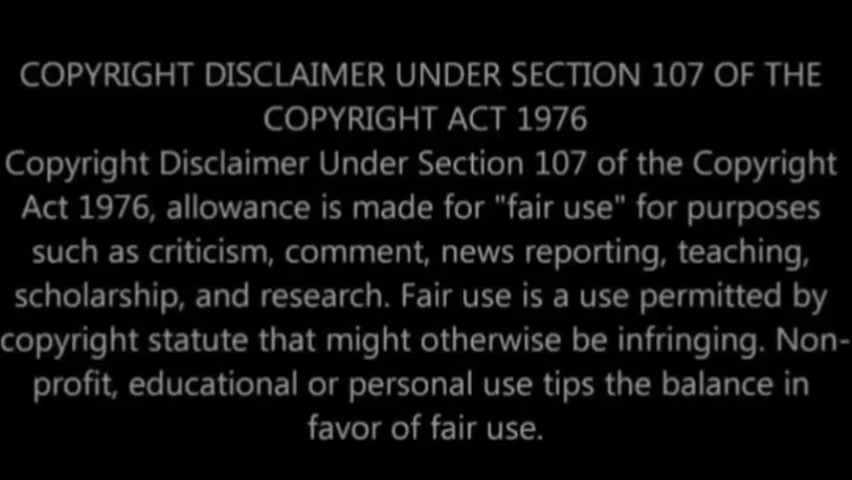 COPYRIGHT DISCLAIMER UNDER SECTION 107 OF THE
COPYRIGHT ACT 1976
Copyright Disclaimer Under Section 107 of the Copyright
Act 1976, allowance is made for "fair use" for purposes
such as criticism, comment, news reporting, teaching,
scholarship, and research. Fair use is a use permitted by
copyright statute that might otherwise be infringing. Non-
profit, educational or personal use tips the balance in
favor of fair use.